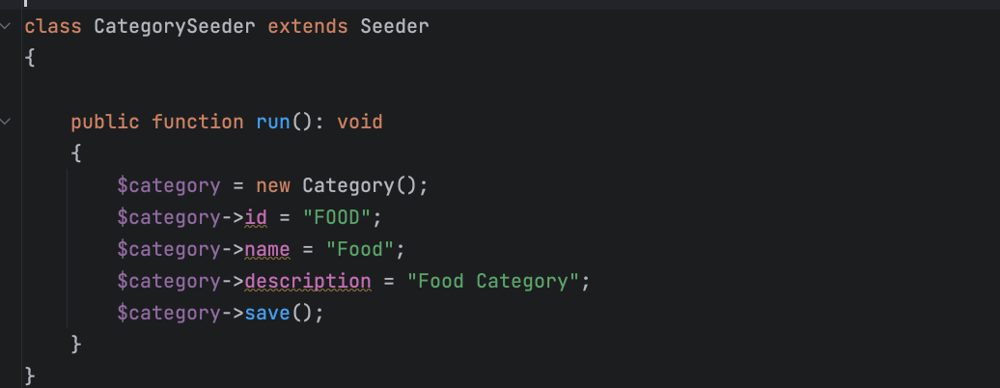 class CategorySeeder extends Seeder
{
public function run(): void
{
$category = new Category();
$category->id = "FOOD";
$category->name = "Food";
$category->description = "Food Category";
$category->save();
}
}